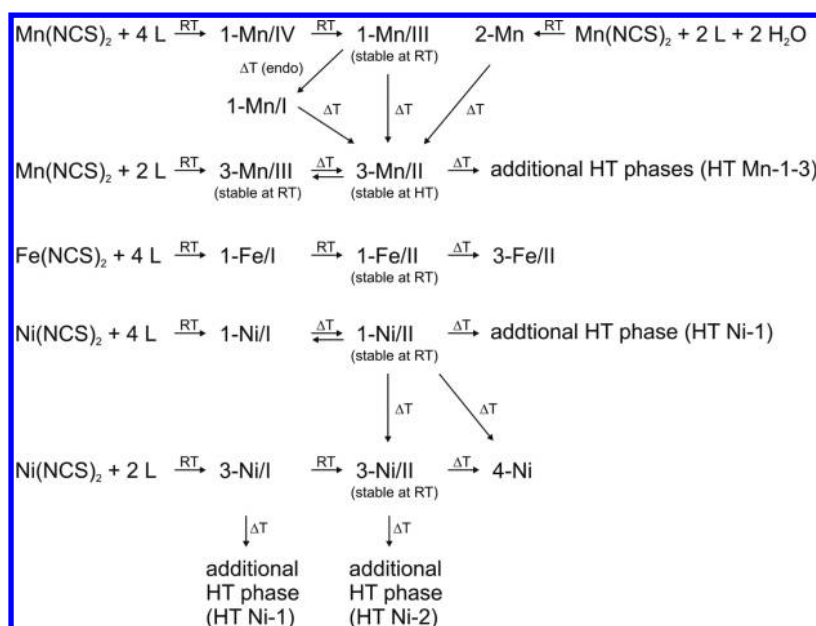 Mn(NCS)₂ + 4 L RT 1-Mn/IV RT 1-Mn/III 2-Mn RT Mn(NCS)₂ + 2 L + 2 H₂O
(stable at RT)
ΔT (endo)
1-Mn/I ΔT ΔT ΔT
Mn(NCS)₂ + 2 L RT 3-Mn/III ΔT 3-Mn/II ΔT additional HT phases (HT Mn-1-3)
(stable at RT) (stable at HT)
Fe(NCS)₂ + 4 L RT 1-Fe/I RT 1-Fe/II ΔT 3-Fe/II
(stable at RT)
Ni(NCS)₂ + 4 L RT 1-Ni/I ΔT 1-Ni/II ΔT addtional HT phase (HT Ni-1)
(stable at RT)
ΔT ΔT
Ni(NCS)₂ + 2 L RT 3-Ni/I RT 3-Ni/II ΔT 4-Ni
(stable at RT)
ΔT ΔT
additional additional
HT phase HT phase
(HT Ni-1) (HT Ni-2)